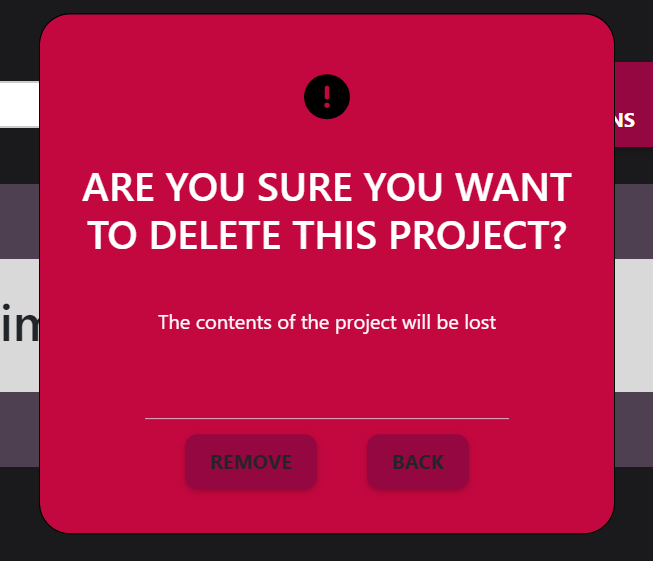 NS
ARE YOU SURE YOU WANT
TO DELETE THIS PROJECT?
im
The contents of the project will be lost
REMOVE BACK